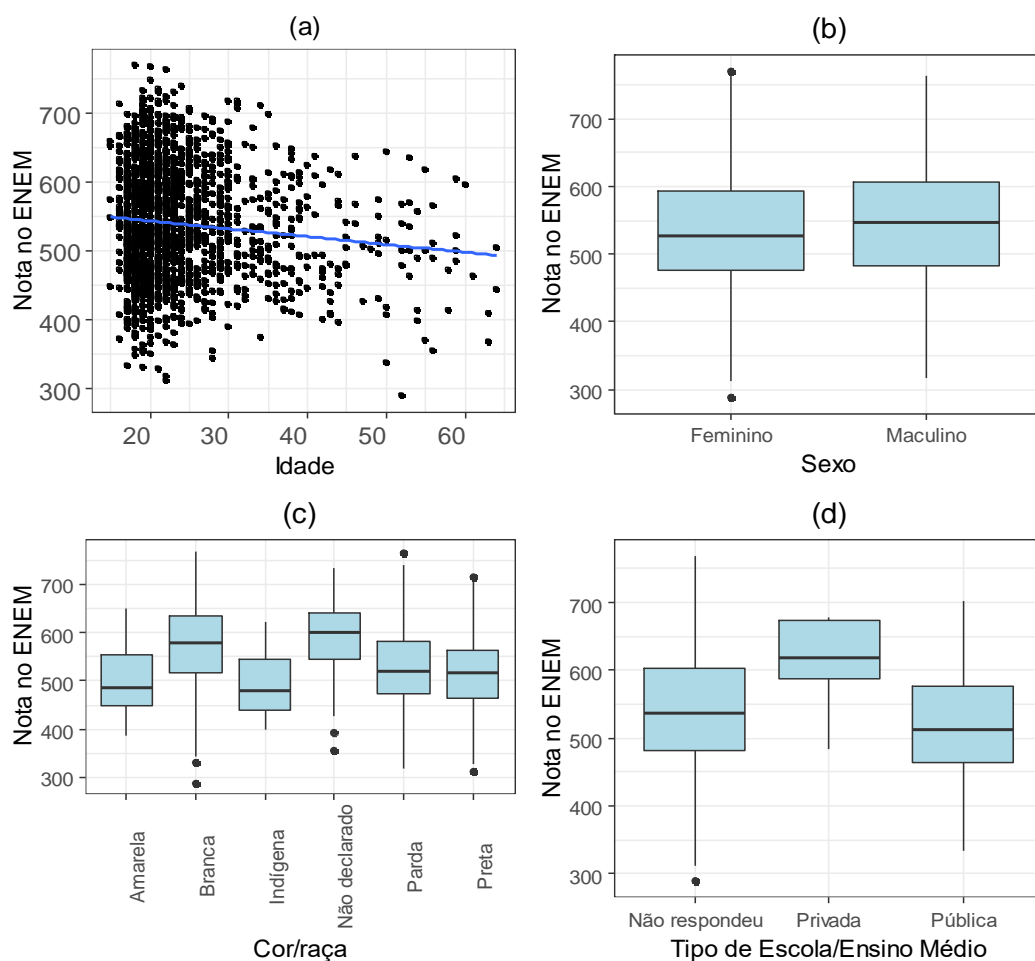 (a)
Nota no ENEM
700
600
500
400
300
20 30 40 50 60
Idade
(b)
Nota no ENEM
700
600
500
400
300
Feminino Maculino
Sexo
(c)
Nota no ENEM
700
600
500
400
300
Amarela
Branca
Indígena
Não declarado
Parda
Preta
Cor/raça
(d)
Nota no ENEM
700
600
500
400
300
Não respondeu Privada Pública
Tipo de Escola/Ensino Médio